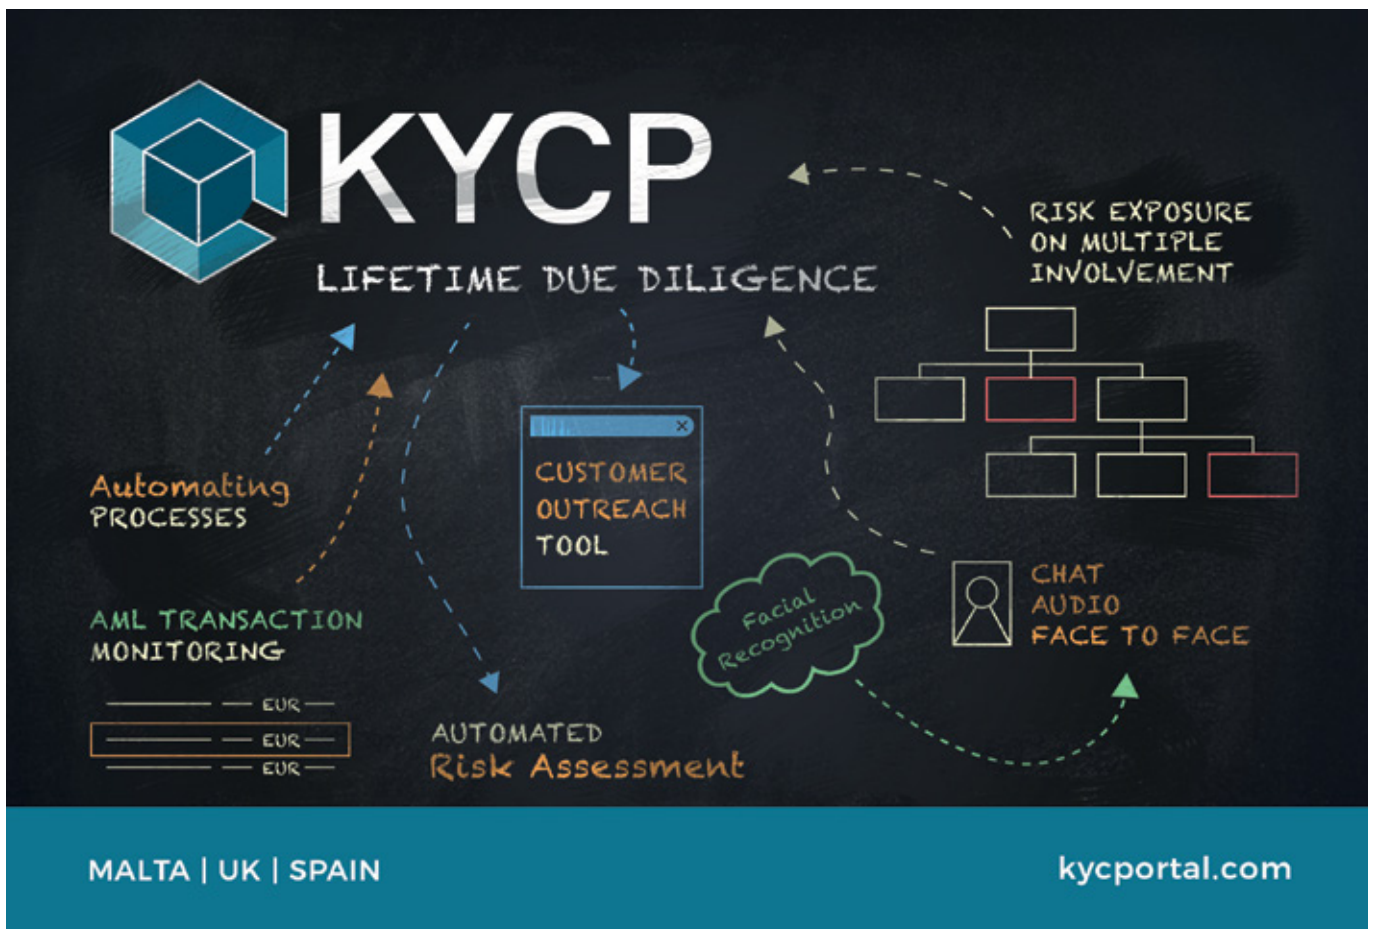 KYCP
LIFETIME DUE DILIGENCE
RISK EXPOSURE
ON MULTIPLE
INVOLVEMENT
Automating
PROCESSES
CUSTOMER
OUTREACH
TOOL
AML TRANSACTION
MONITORING
EUR
EUR
EUR
AUTOMATED
Risk Assessment
Facial
Recognition
CHAT
AUDIO
FACE TO FACE
MALTA | UK | SPAIN
kycportal.com